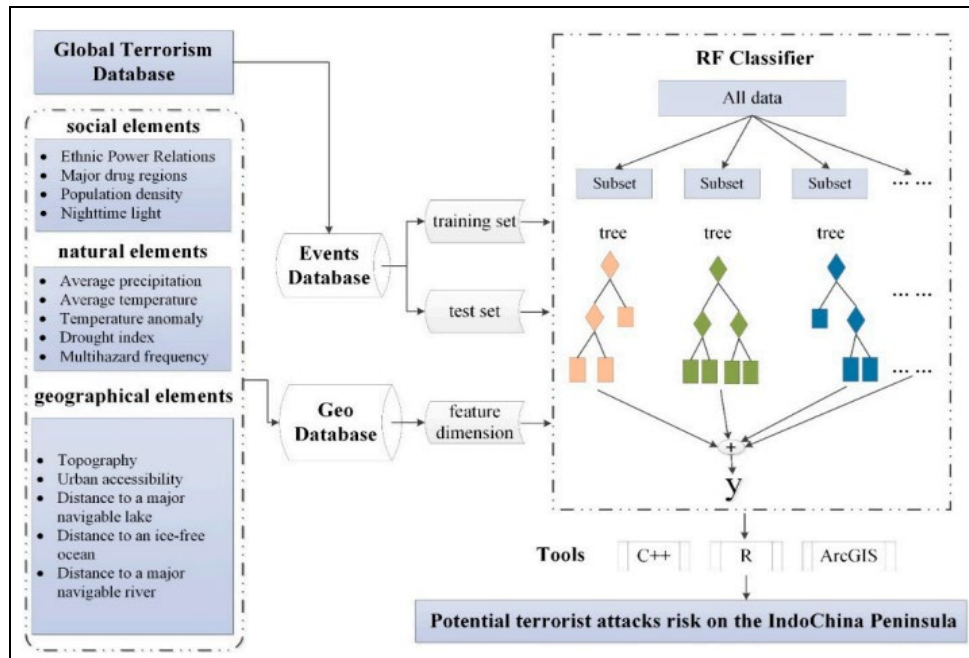 Global Terrorism
Database
social elements
• Ethnic Power Relations
• Major drug regions
• Population density
• Nighttime light
natural elements
• Average precipitation
• Average temperature
• Temperature anomaly
• Drought index
• Multihazard frequency
geographical elements
• Topography
• Urban accessibility
• Distance to a major
navigable lake
• Distance to an ice-free
ocean
• Distance to a major
navigable river
Events
Database
Geo
Database
training set
test set
feature
dimension
RF Classifier
All data
Subset Subset Subset ... ...
tree tree tree
... ...
... ...
+
y
Tools C++ R ArcGIS
Potential terrorist attacks risk on the IndoChina Peninsula